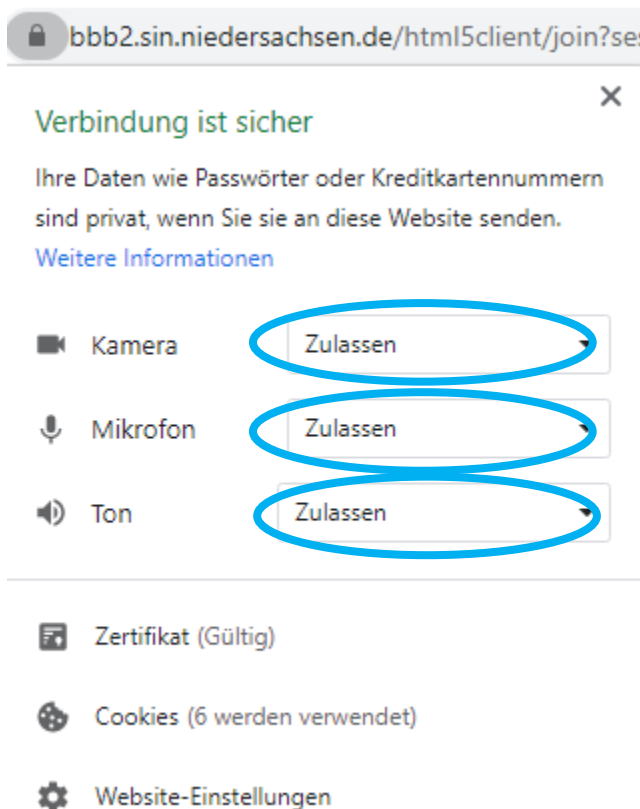 bbb2.sin.niedersachsen.de/html5client/join?ses
Verbindung ist sicher
Ihre Daten wie Passwörter oder Kreditkartennummern
sind privat, wenn Sie sie an diese Website senden.
Weitere Informationen
Kamera Zulassen
Mikrofon Zulassen
Ton Zulassen
Zertifikat (Gültig)
Cookies (6 werden verwendet)
Website-Einstellungen